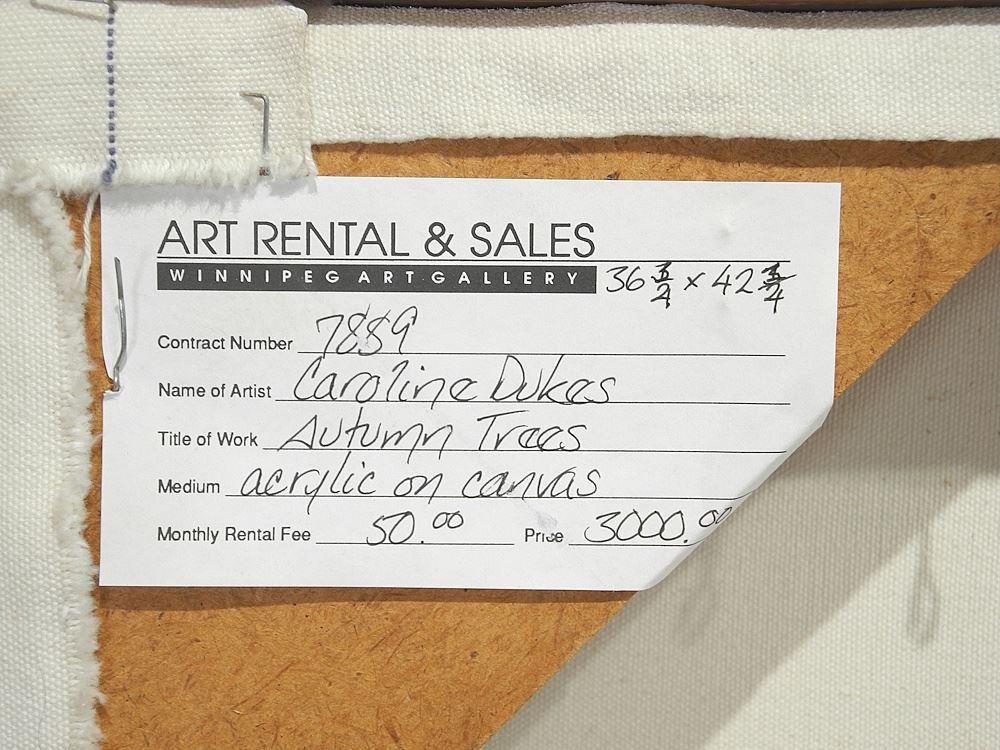 ART RENTAL & SALES
WINNIPEG ART GALLERY 36 3/4 x 42 3/4
Contract Number 7889
Name of Artist Caroline Dukes
Title of Work Autumn Trees
Medium acrylic on canvas
Monthly Rental Fee 50.00 Price 3000.00